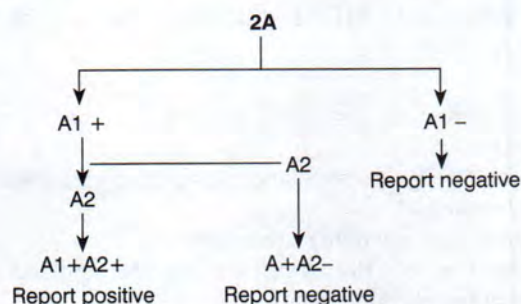 2A
A1 + A1 –
A2
Report negative
A2
A1+A2+ A+A2–
Report positive Report negative